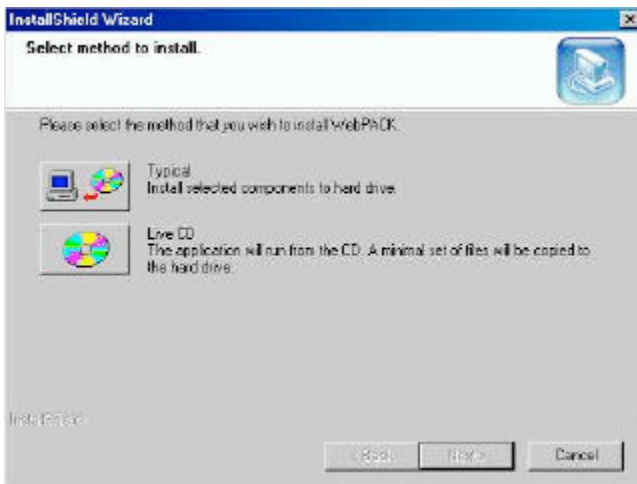 InstallShield Wizard
Select method to install.
Please select the method that you wish to install WebPACK.
Typical
Install selected components to hard drive.
Live CD
The application will run from the CD. A minimal set of files will be copied to
the hard drive.
InstallShield
< Back
Next >
Cancel